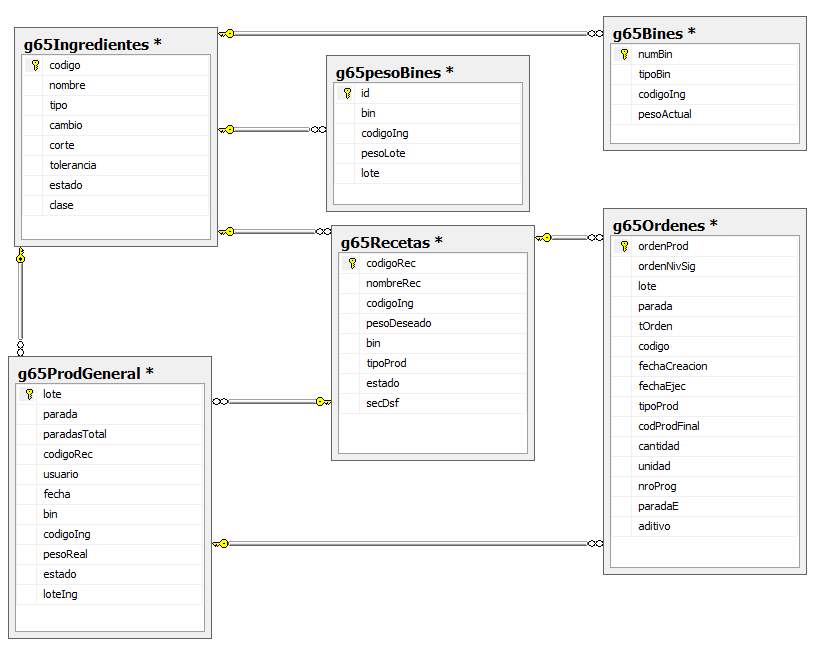 g65Ingredientes *
codigo
nombre
tipo
cambio
corte
tolerancia
estado
clase
g65pesoBines *
id
bin
codigoIng
pesoLote
lote
g65Bines *
numBin
tipoBin
codigoIng
pesoActual
g65Recetas *
codigoRec
nombreRec
codigoIng
pesoDeseado
bin
tipoProd
estado
secDsf
g65Ordenes *
ordenProd
ordenNivSig
lote
parada
tOrden
codigo
fechaCreacion
fechaEjec
tipoProd
codProdFinal
cantidad
unidad
nroProg
paradaE
aditivo
g65ProdGeneral *
lote
parada
paradasTotal
codigoRec
usuario
fecha
bin
codigoIng
pesoReal
estado
loteIng